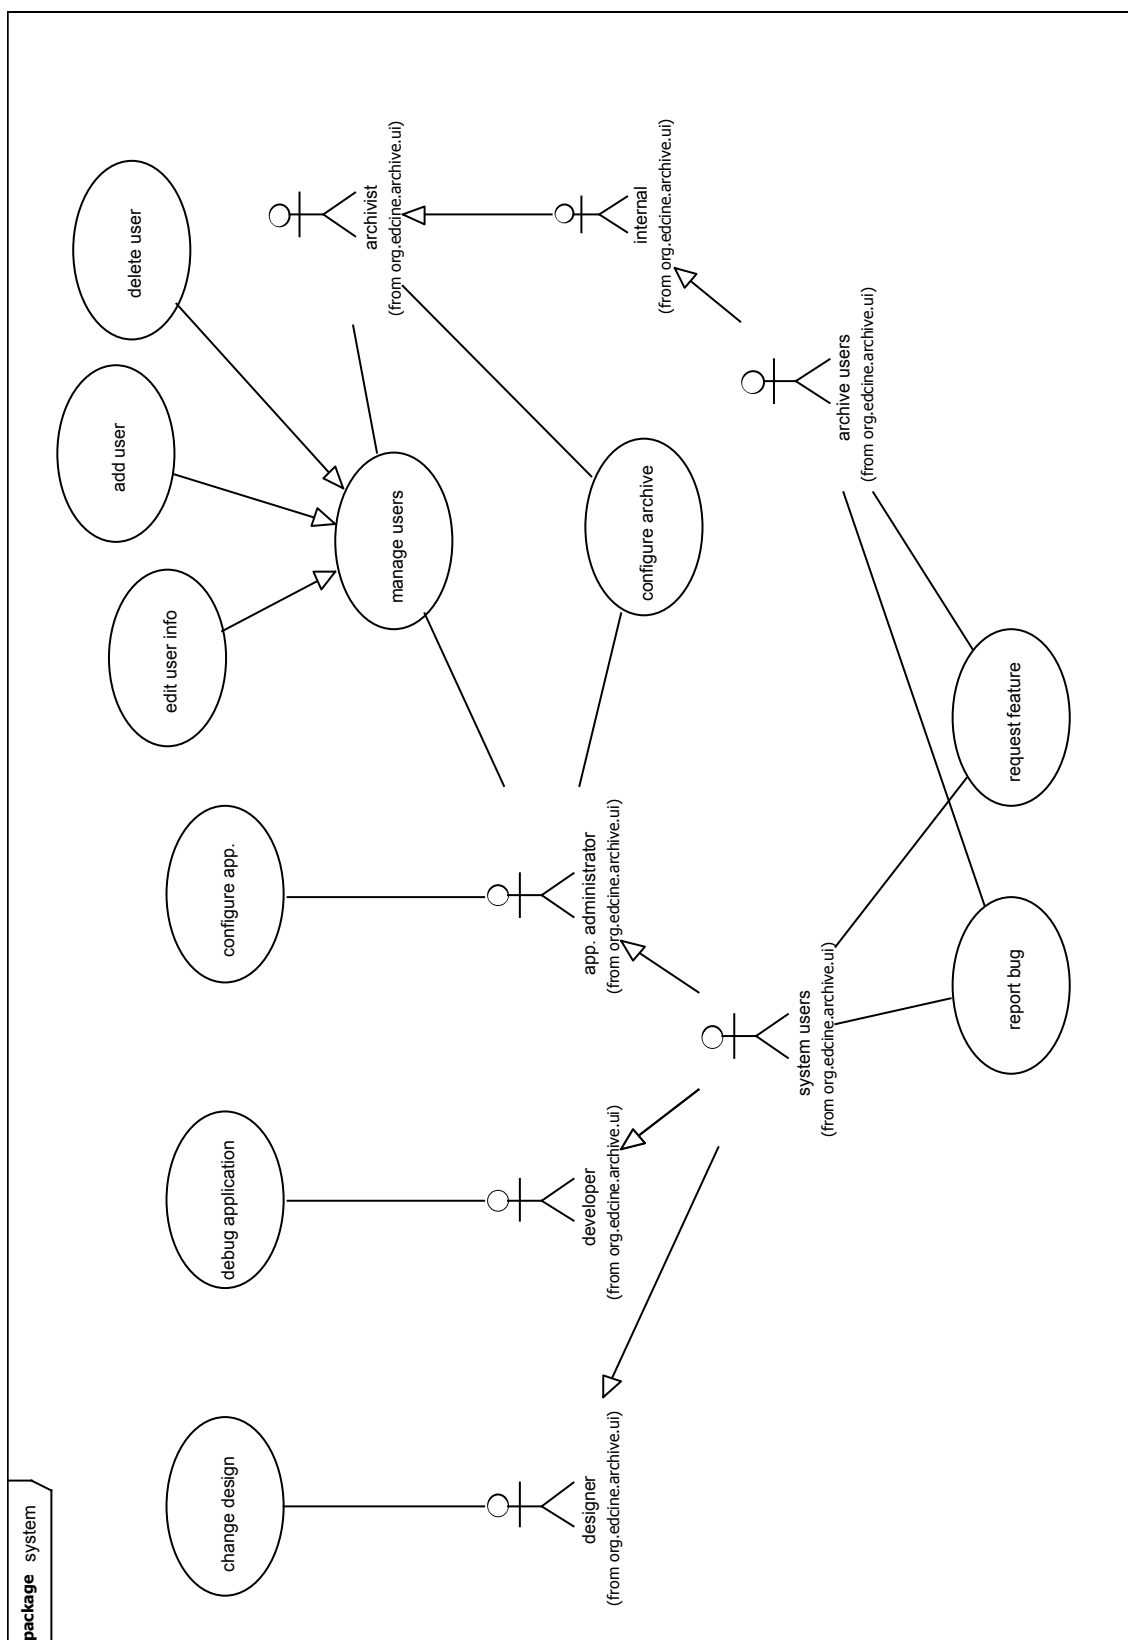 package system
change design
debug application
configure app.
edit user info
add user
delete user
manage users
archivist
(from org.edcine.archive.ui)
designer
(from org.edcine.archive.ui)
developer
(from org.edcine.archive.ui)
app. administrator
(from org.edcine.archive.ui)
configure archive
internal
(from org.edcine.archive.ui)
system users
(from org.edcine.archive.ui)
archive users
(from org.edcine.archive.ui)
report bug
request feature